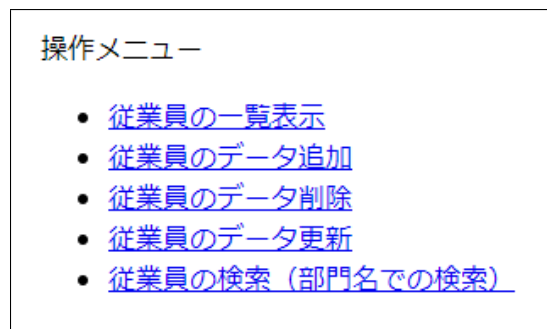 操作メニュー
従業員の一覧表示
従業員のデータ追加
従業員のデータ削除
従業員のデータ更新
従業員の検索（部門名での検索）